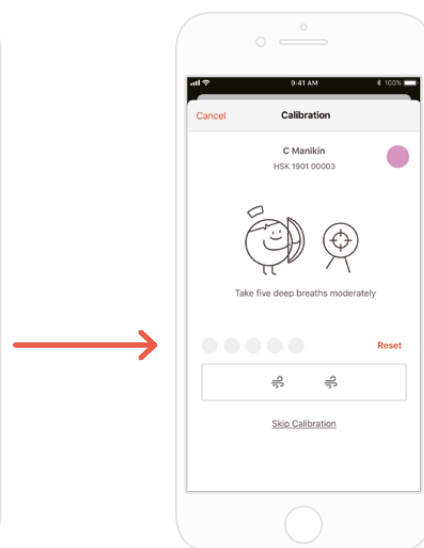 9:41 AM 100%
Cancel Calibration
C Manikin
HSK 1901 00003
Take five deep breaths moderately
Reset
Skip Calibration